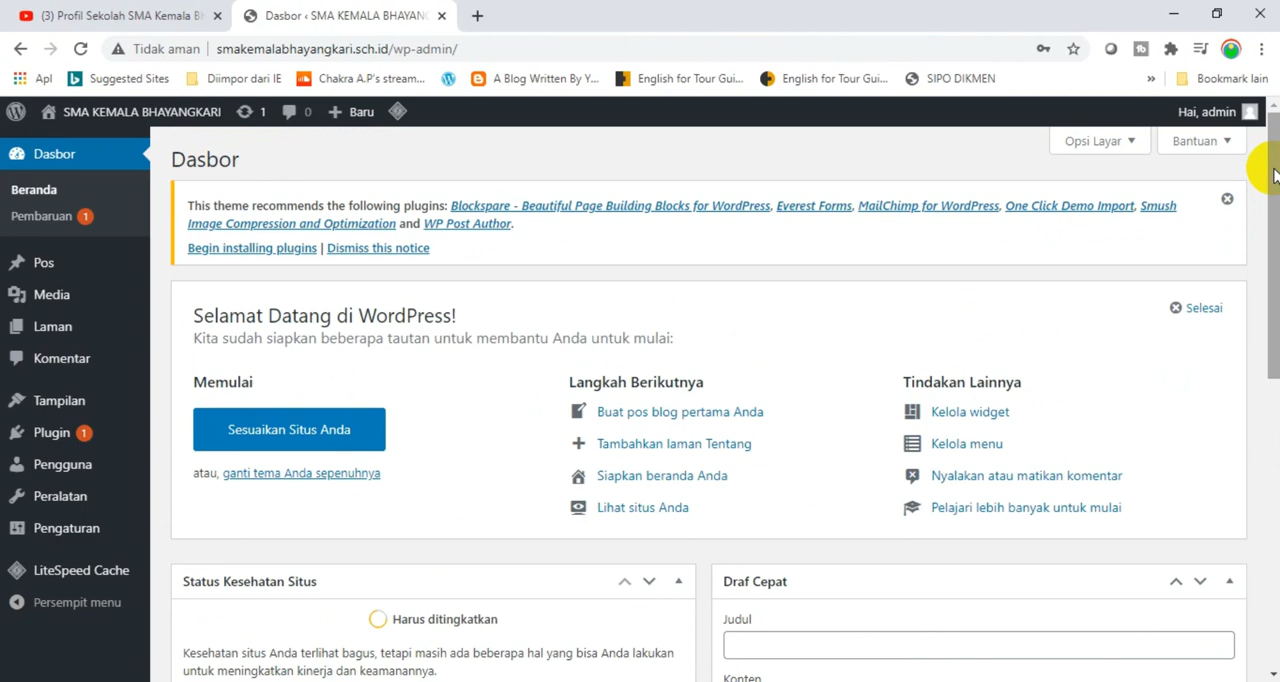 (3) Profil Sekolah SMA Kemala B
Dasbor ‹ SMA KEMALA BHAYANG
Tidak aman
smakemalabhayangkari.sch.id/wp-admin/
Apl
Suggested Sites
Diimpor dari IE
Chakra A.P's stream...
A Blog Written By Y...
English for Tour Gui...
English for Tour Gui...
SIPO DIKMEN
»
Bookmark lain
SMA KEMALA BHAYANGKARI
1
0
Baru
Hai, admin
Dasbor
Beranda
Pembaruan 1
Pos
Media
Laman
Komentar
Tampilan
Plugin 1
Pengguna
Peralatan
Pengaturan
LiteSpeed Cache
Persempit menu
Opsi Layar
Bantuan
Dasbor
This theme recommends the following plugins: Blockspare - Beautiful Page Building Blocks for WordPress, Everest Forms, MailChimp for WordPress, One Click Demo Import, Smush
Image Compression and Optimization and WP Post Author.
Begin installing plugins | Dismiss this notice
Selamat Datang di WordPress!
Selesai
Kita sudah siapkan beberapa tautan untuk membantu Anda untuk mulai:
Memulai
Sesuaikan Situs Anda
atau, ganti tema Anda sepenuhnya
Langkah Berikutnya
Buat pos blog pertama Anda
Tambahkan laman Tentang
Siapkan beranda Anda
Lihat situs Anda
Tindakan Lainnya
Kelola widget
Kelola menu
Nyalakan atau matikan komentar
Pelajari lebih banyak untuk mulai
Status Kesehatan Situs
Harus ditingkatkan
Kesehatan situs Anda terlihat bagus, tetapi masih ada beberapa hal yang bisa Anda lakukan
untuk meningkatkan kinerja dan keamanannya.
Draf Cepat
Judul
Konten